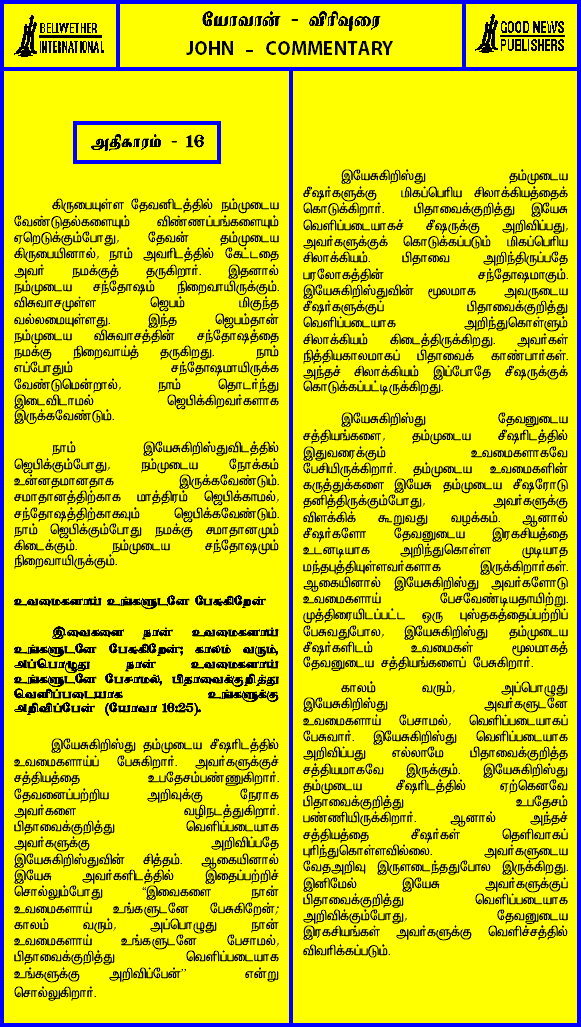 BELWETHER
INTERNATIONAL
யோவான் - விரிவுரை
JOHN - COMMENTARY
GOOD NEWS
PUBLISHERS
அதிகாரம் - 16
கிருபையுள்ள தேவனிடத்தில் நம்முடைய
வேண்டுதல்களையும் விண்ணப்பங்களையும்
ஏறெடுக்கும்போது, தேவன் தம்முடைய
கிருபையினால், நாம் அவரிடத்தில் கேட்டதை
அவர் நமக்குத் தருகிறார். இதனால்
நம்முடைய சந்தோஷம் நிறைவாயிருக்கும்.
விசுவாசமுள்ள ஜெபம் மிகுந்த
வல்லமையுள்ளது. இந்த ஜெபம்தான்
நம்முடைய விசுவாசத்தின் சந்தோஷத்தை
நமக்கு நிறைவாய்த் தருகிறது. நாம்
எப்போதும் சந்தோஷமாயிருக்க
வேண்டுமென்றால், நாம் தொடர்ந்து
இடைவிடாமல் ஜெபிக்கிறவர்களாக
இருக்கவேண்டும்.
நாம் இயேசுகிறிஸ்துவிடத்தில்
ஜெபிக்கும்போது, நம்முடைய நோக்கம்
உன்னதமானதாக இருக்கவேண்டும்.
சமாதானத்திற்காக மாத்திரம் ஜெபிக்காமல்,
சந்தோஷத்திற்காகவும் ஜெபிக்கவேண்டும்.
நாம் ஜெபிக்கும்போது நமக்கு சமாதானமும்
கிடைக்கும். நம்முடைய சந்தோஷமும்
நிறைவாயிருக்கும்.
உவமைகளாய் உங்களுடனே பேசுகிறேன்
இவைகளை நான் உவமைகளாய்
உங்களுடனே பேசுகிறேன்; காலம் வரும்,
அப்பொழுது நான் உவமைகளாய்
உங்களுடனே பேசாமல், பிதாவைக்குறித்து
வெளிப்படையாக உங்களுக்கு
அறிவிப்பேன் (யோவா 16:25).
இயேசுகிறிஸ்து தம்முடைய சீஷரிடத்தில்
உவமைகளாய்ப் பேசுகிறார். அவர்களுக்குச்
சத்தியத்தை உபதேசம்பண்ணுகிறார்.
தேவனைப்பற்றிய அறிவுக்கு நேராக
அவர்களை வழிநடத்துகிறார்.
பிதாவைக்குறித்து வெளிப்படையாக
அவர்களுக்கு அறிவிப்பதே
இயேசுகிறிஸ்துவின் சித்தம். ஆகையினால்
இயேசு அவர்களிடத்தில் இதைப்பற்றிச்
சொல்லும்போது “இவைகளை நான்
உவமைகளாய் உங்களுடனே பேசுகிறேன்;
காலம் வரும், அப்பொழுது நான்
உவமைகளாய் உங்களுடனே பேசாமல்,
பிதாவைக்குறித்து வெளிப்படையாக
உங்களுக்கு அறிவிப்பேன்’’ என்று
சொல்லுகிறார்.
இயேசுகிறிஸ்து தம்முடைய
சீஷர்களுக்கு மிகப்பெரிய சிலாக்கியத்தைக்
கொடுக்கிறார். பிதாவைக்குறித்து இயேசு
வெளிப்படையாகச் சீஷருக்கு அறிவிப்பது,
அவர்களுக்குக் கொடுக்கப்படும் மிகப்பெரிய
சிலாக்கியம். பிதாவை அறிந்திருப்பதே
பரலோகத்தின் சந்தோஷமாகும்.
இயேசுகிறிஸ்துவின் மூலமாக அவருடைய
சீஷர்களுக்குப் பிதாவைக்குறித்து
வெளிப்படையாக அறிந்துகொள்ளும்
சிலாக்கியம் கிடைத்திருக்கிறது. அவர்கள்
நித்தியகாலமாகப் பிதாவைக் காண்பார்கள்.
அந்தச் சிலாக்கியம் இப்போதே சீஷருக்குக்
கொடுக்கப்பட்டிருக்கிறது.
இயேசுகிறிஸ்து தேவனுடைய
சத்தியங்களை, தம்முடைய சீஷரிடத்தில்
இதுவரைக்கும் உவமைகளாகவே
பேசியிருக்கிறார். தம்முடைய உவமைகளின்
கருத்துக்களை இயேசு தம்முடைய சீஷரோடு
தனித்திருக்கும்போது, அவர்களுக்கு
விளக்கிக் கூறுவது வழக்கம். ஆனால்
சீஷர்களோ தேவனுடைய இரகசியத்தை
உடனடியாக அறிந்துகொள்ள முடியாத
மந்தபுத்தியுள்ளவர்களாக இருக்கிறார்கள்.
ஆகையினால் இயேசுகிறிஸ்து அவர்களோடு
உவமைகளாய் பேசவேண்டியதாயிற்று.
முத்திரையிடப்பட்ட ஒரு புஸ்தகத்தைப்பற்றிப்
பேசுவதுபோல, இயேசுகிறிஸ்து தம்முடைய
சீஷர்களிடம் உவமைகள் மூலமாகத்
தேவனுடைய சத்தியங்களைப் பேசுகிறார்.
காலம் வரும், அப்பொழுது
இயேசுகிறிஸ்து அவர்களுடனே
உவமைகளாய் பேசாமல், வெளிப்படையாகப்
பேசுவார். இயேசுகிறிஸ்து வெளிப்படையாக
அறிவிப்பது எல்லாமே பிதாவைக்குறித்த
சத்தியமாகவே இருக்கும். இயேசுகிறிஸ்து
தம்முடைய சீஷரிடத்தில் ஏற்கெனவே
பிதாவைக்குறித்து உபதேசம்
பண்ணியிருக்கிறார். ஆனால் அந்தச்
சத்தியத்தை சீஷர்கள் தெளிவாகப்
புரிந்துகொள்ளவில்லை. அவர்களுடைய
வேதஅறிவு இருளடைந்ததுபோல இருக்கிறது.
இனிமேல் இயேசு அவர்களுக்குப்
பிதாவைக்குறித்து வெளிப்படையாக
அறிவிக்கும்போது, தேவனுடைய
இரகசியங்கள் அவர்களுக்கு வெளிச்சத்தில்
விவரிக்கப்படும்.